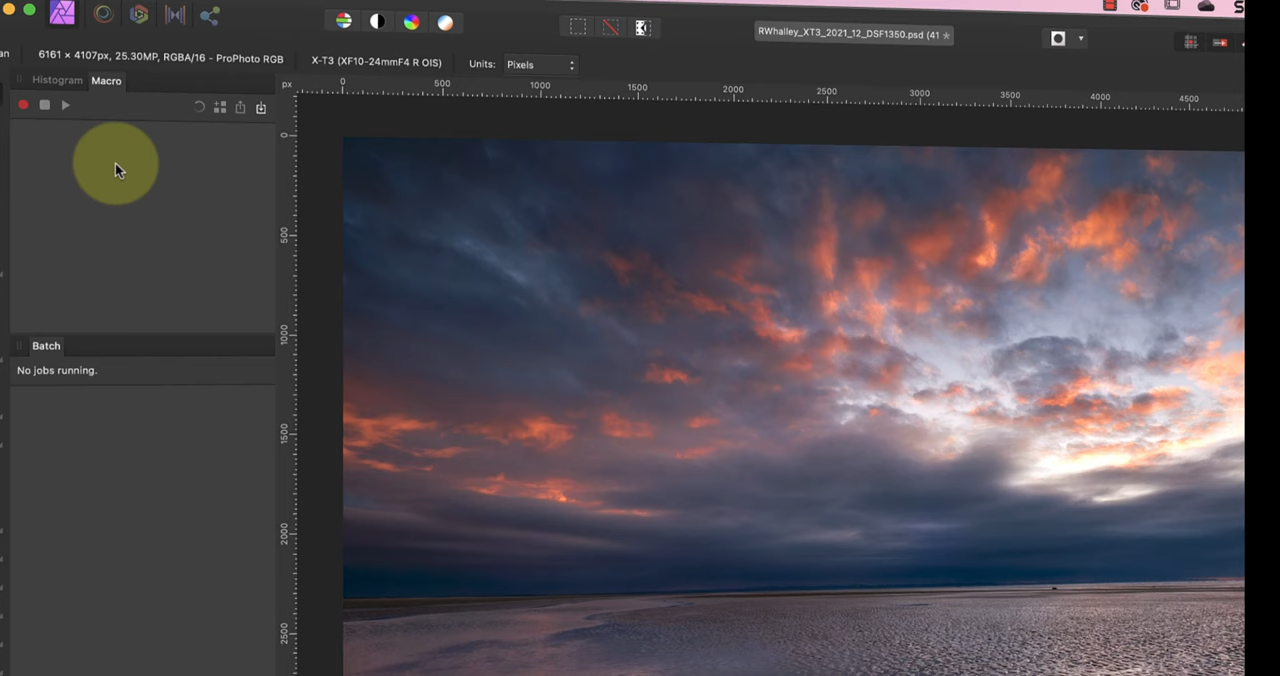 RWhalley_XT3_2021_12_DSF1350.psd (41
6161 × 4107px, 25.30MP, RGBA/16 - ProPhoto RGB X-T3 (XF10-24mmF4 R OIS) Units: Pixels
Histogram Macro
px 0 500 1000 1500 2000 2500 3000 3500 4000 4500
0
500
1000
1500
2000
2500
Batch
No jobs running.